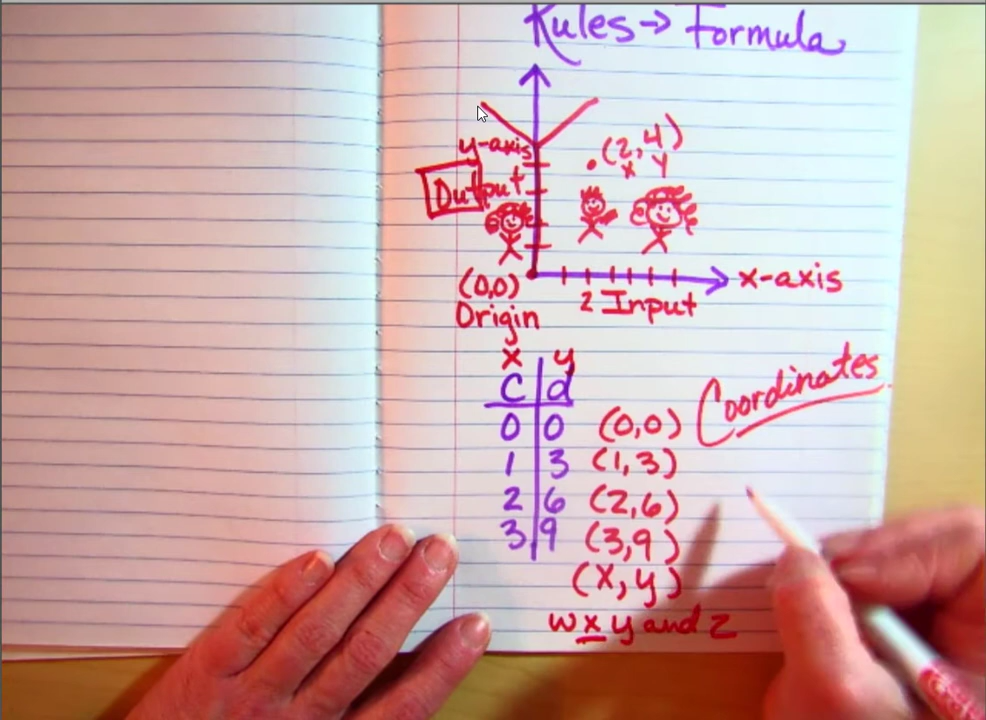 Rules → Formula
y-axis
(2,4)
x y
Output
(0,0)
Origin
x-axis
2 Input
x y
C d
0 0 (0,0)
1 3 (1,3)
2 6 (2,6)
3 9 (3,9)
(x,y)
w x y and z
Coordinates